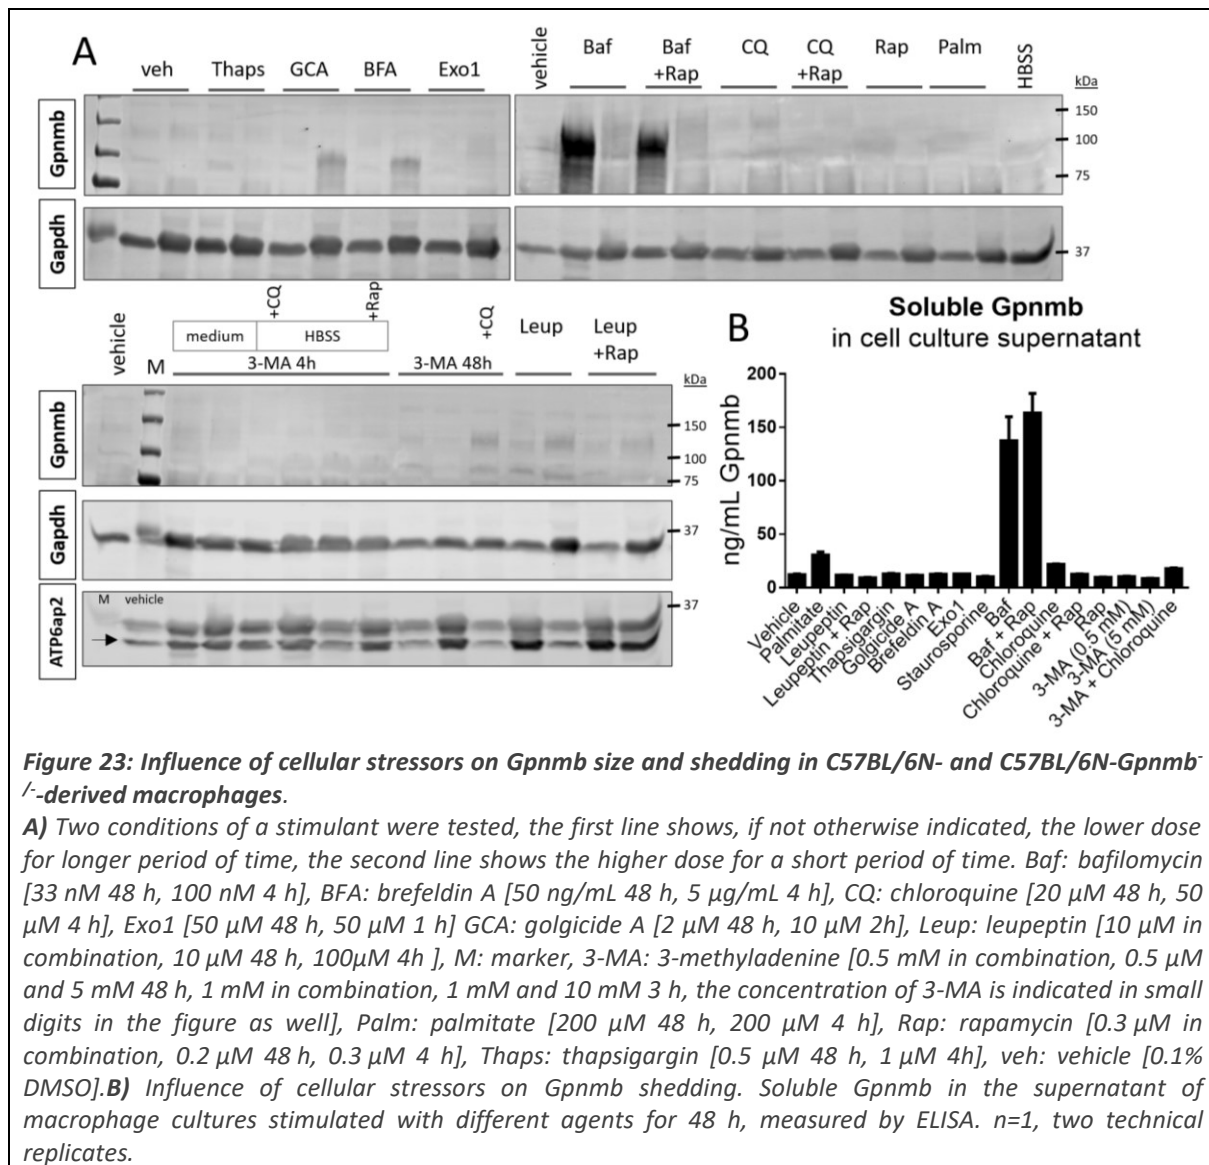 A
veh Thaps GCA BFA Exo1
vehicle Baf Baf +Rap CQ CQ +Rap Rap Palm HBSS
kDa
150
100
75
Gpnmb
Gapdh
37
+CQ +Rap
medium HBSS
vehicle M 3-MA 4h 3-MA 48h +CQ Leup Leup +Rap
kDa
150
100
75
Gpnmb
Gapdh
37
M vehicle
37
ATP6ap2
B
Soluble Gpnmb
in cell culture supernatant
ng/mL Gpnmb
200
150
100
50
0
Vehicle
Palmitate
Leupeptin
Leupeptin + Rap
Thapsigargin
Golgicide A
Brefeldin A
Exo1
Staurosporine
Baf
Baf + Rap
Chloroquine
Chloroquine + Rap
Rap
3-MA (0,5 mM)
3-MA (5 mM)
3-MA + Chloroquine
Figure 23: Influence of cellular stressors on Gpnmb size and shedding in C57BL/6N- and C57BL/6N-Gpnmb-
/--derived macrophages.
A) Two conditions of a stimulant were tested, the first line shows, if not otherwise indicated, the lower dose
for longer period of time, the second line shows the higher dose for a short period of time. Baf: bafilomycin
[33 nM 48 h, 100 nM 4 h], BFA: brefeldin A [50 ng/mL 48 h, 5 µg/mL 4 h], CQ: chloroquine [20 µM 48 h, 50
µM 4 h], Exo1 [50 µM 48 h, 50 µM 1 h] GCA: golgicide A [2 µM 48 h, 10 µM 2h], Leup: leupeptin [10 µM in
combination, 10 µM 48 h, 100µM 4h ], M: marker, 3-MA: 3-methyladenine [0.5 mM in combination, 0.5 µM
and 5 mM 48 h, 1 mM in combination, 1 mM and 10 mM 3 h, the concentration of 3-MA is indicated in small
digits in the figure as well], Palm: palmitate [200 µM 48 h, 200 µM 4 h], Rap: rapamycin [0.3 µM in
combination, 0.2 µM 48 h, 0.3 µM 4 h], Thaps: thapsigargin [0.5 µM 48 h, 1 µM 4h], veh: vehicle [0.1%
DMSO].B) Influence of cellular stressors on Gpnmb shedding. Soluble Gpnmb in the supernatant of
macrophage cultures stimulated with different agents for 48 h, measured by ELISA. n=1, two technical
replicates.